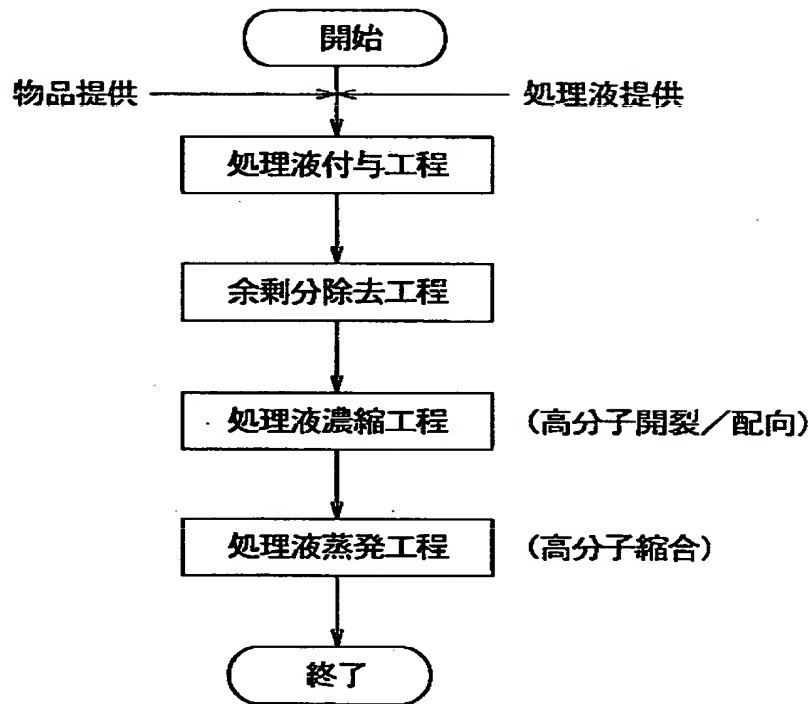 開始
物品提供
処理液提供
処理液付与工程
余剰分除去工程
処理液濃縮工程
(高分子開裂／配向)
処理液蒸発工程
(高分子縮合)
終了